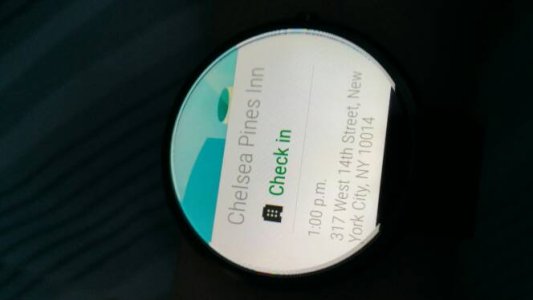 Chelsea Pines Inn
Check in
1:00 p.m.
317 West 14th Street, New
York City, NY 10014